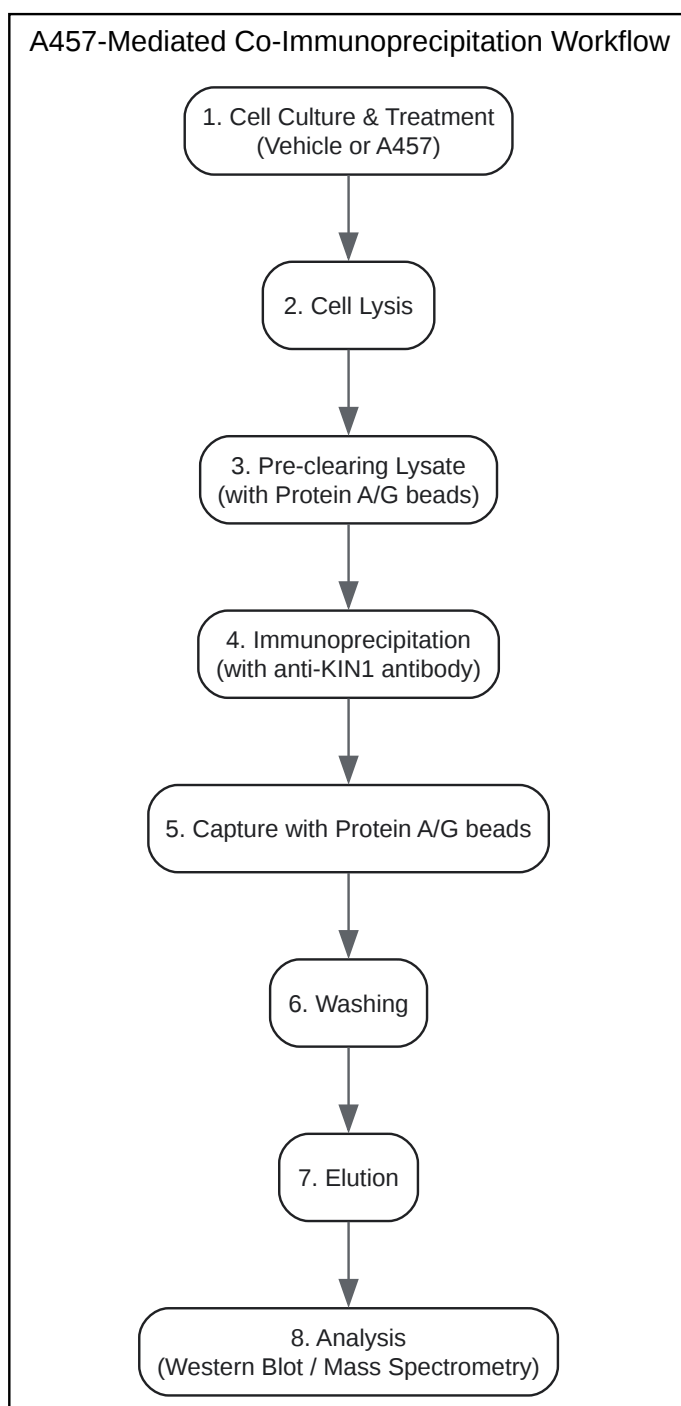 A457-Mediated Co-Immunoprecipitation Workflow
1. Cell Culture & Treatment
(Vehicle or A457)
2. Cell Lysis
3. Pre-clearing Lysate
(with Protein A/G beads)
4. Immunoprecipitation
(with anti-KIN1 antibody)
5. Capture with Protein A/G beads
6. Washing
7. Elution
8. Analysis
(Western Blot / Mass Spectrometry)